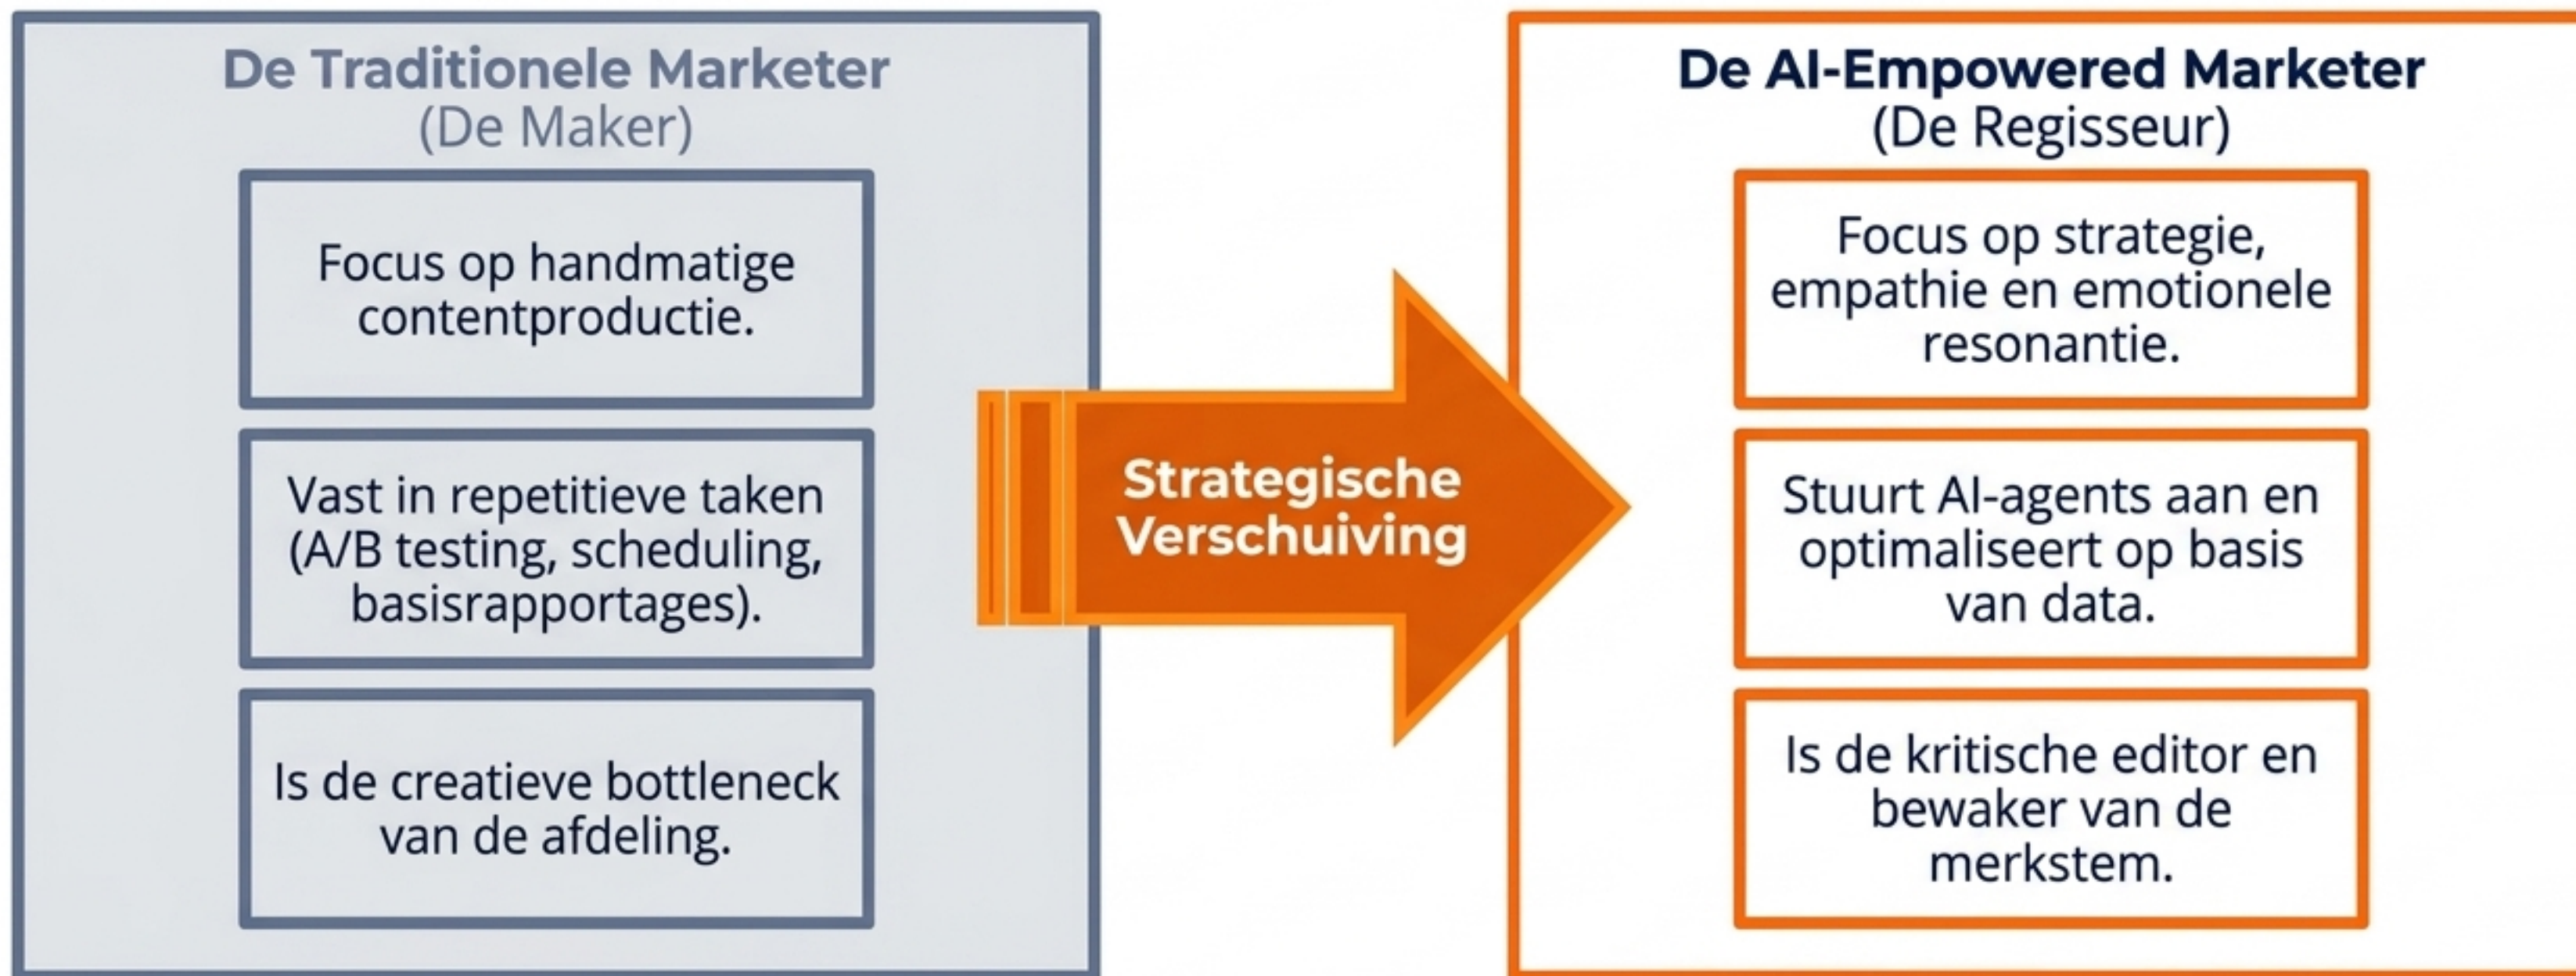 De Traditionele Marketer
(De Maker)
Focus op handmatige
contentproductie.
Vast in repetitieve taken
(A/B testing, scheduling,
basisrapportages).
Is de creatieve bottleneck
van de afdeling.
Strategische
Verschuiving
De AI-Empowered Marketer
(De Regisseur)
Focus op strategie,
empathie en emotionele
resonantie.
Stuurt AI-agents aan en
optimaliseert op basis
van data.
Is de kritische editor en
bewaker van de
merkstem.